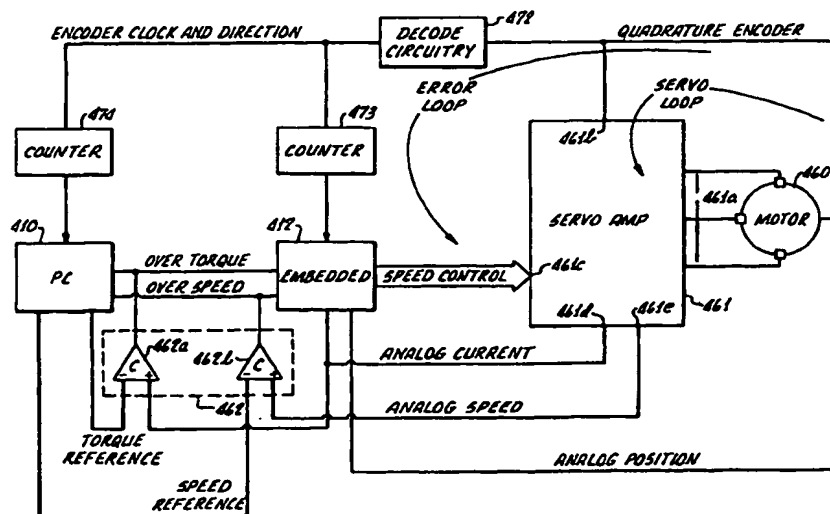 ENCODER CLOCK AND DIRECTION
DECODE
CIRCUITRY
472
QUADRATURE ENCODER
ERROR
LOOP
SERVO
LOOP
474
COUNTER
473
COUNTER
461b
461a
460
MOTOR
SERVO AMP
410
PC
OVER TORQUE
OVER SPEED
412
EMBEDDED
SPEED CONTROL
461c
461d
461e
461
462a
C
- +
462b
C
- +
462
ANALOG CURRENT
ANALOG SPEED
TORQUE
REFERENCE
SPEED
REFERENCE
ANALOG POSITION